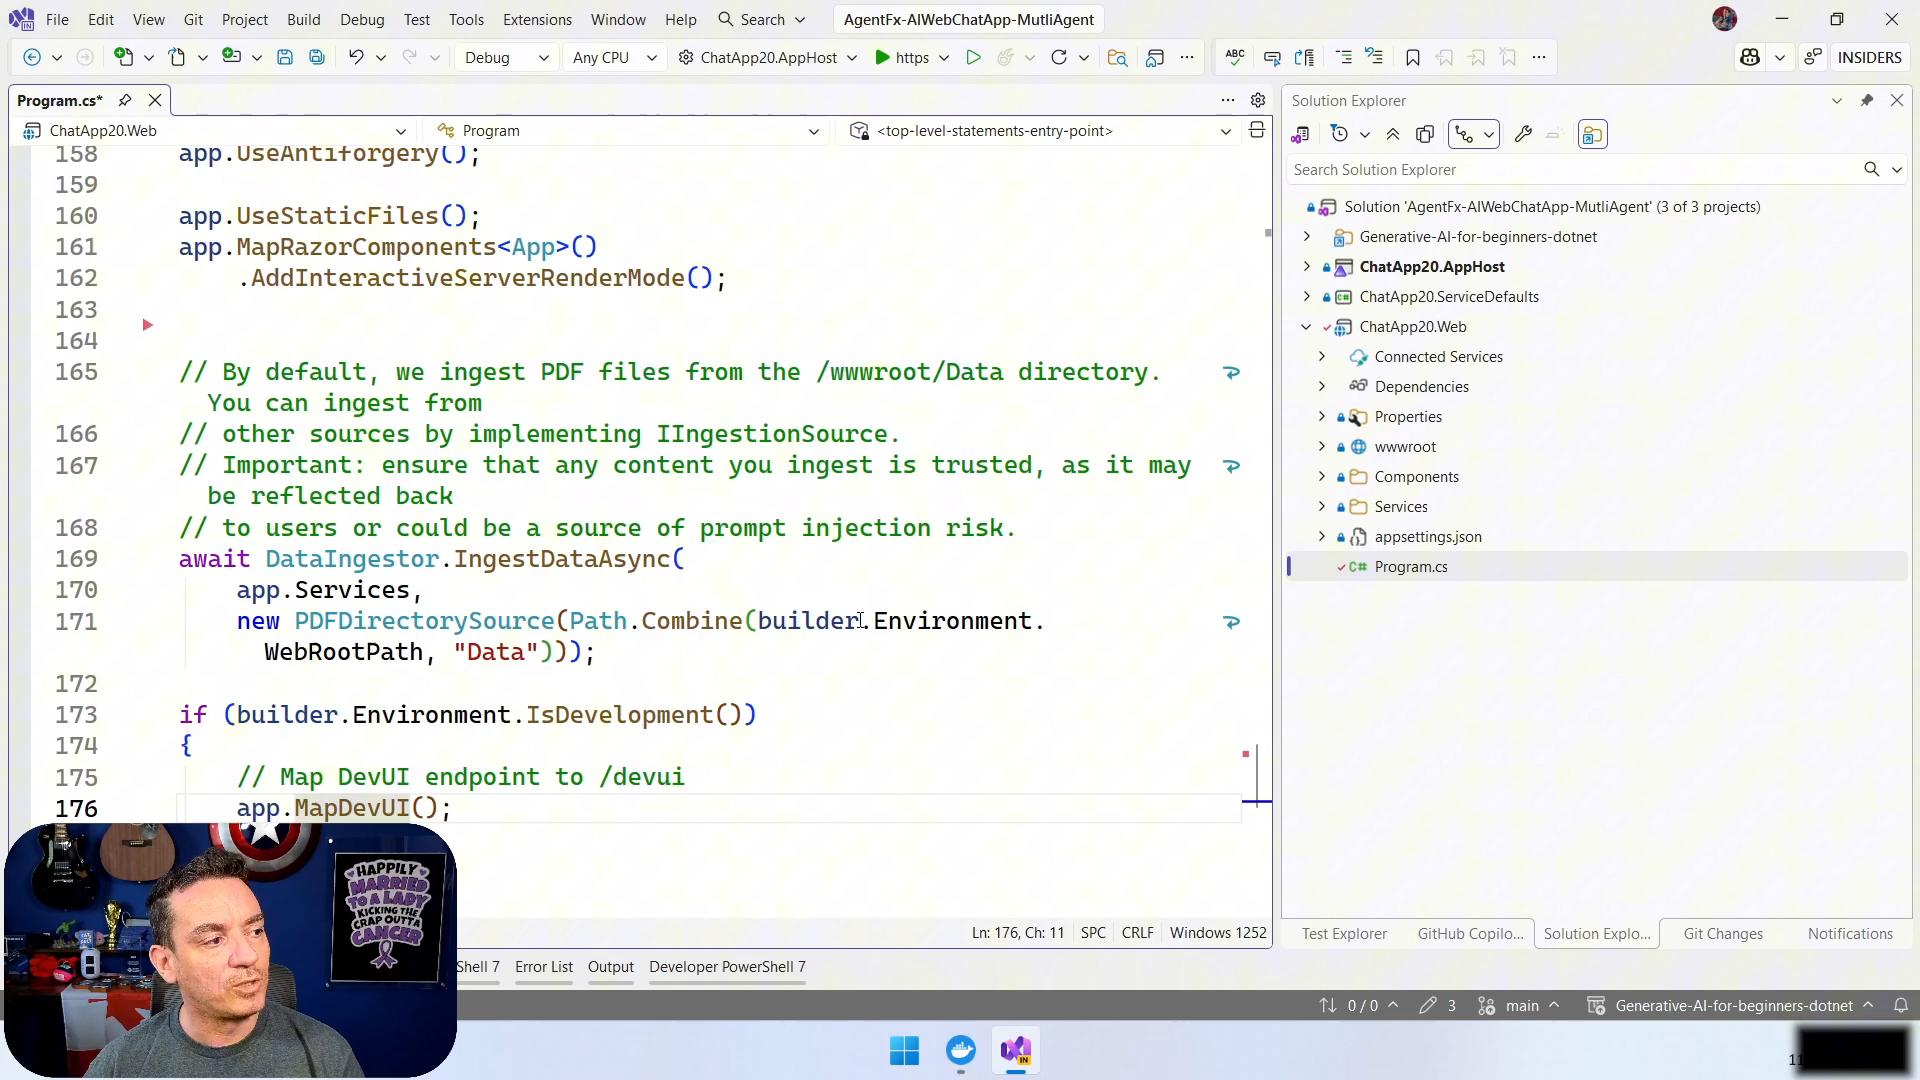 File Edit View Git Project Build Debug Test Tools Extensions Window Help Search AgentFx-AIWebChatApp-MutliAgent
Debug Any CPU ChatApp20.AppHost https INSIDERS
Program.cs*
ChatApp20.Web Program <top-level-statements-entry-point>
158 app.UseAntiforgery();
159
160 app.UseStaticFiles();
161 app.MapRazorComponents<App>()
162 .AddInteractiveServerRenderMode();
163
164
165 // By default, we ingest PDF files from the /wwwroot/Data directory.
You can ingest from
166 // other sources by implementing IIngestionSource.
167 // Important: ensure that any content you ingest is trusted, as it may
be reflected back
168 // to users or could be a source of prompt injection risk.
169 await DataIngestor.IngestDataAsync(
170 app.Services,
171 new PDFDirectorySource(Path.Combine(builder.Environment.
WebRootPath, "Data")));
172
173 if (builder.Environment.IsDevelopment())
174 {
175 // Map DevUI endpoint to /devui
176 app.MapDevUI();
Ln: 176, Ch: 11 SPC CRLF Windows 1252
Shell 7 Error List Output Developer PowerShell 7
Solution Explorer
Search Solution Explorer
Solution 'AgentFx-AIWebChatApp-MutliAgent' (3 of 3 projects)
Generative-AI-for-beginners-dotnet
ChatApp20.AppHost
ChatApp20.ServiceDefaults
ChatApp20.Web
Connected Services
Dependencies
Properties
wwwroot
Components
Services
appsettings.json
C# Program.cs
Test Explorer GitHub Copilo... Solution Explo... Git Changes Notifications
0 / 0 3 main Generative-AI-for-beginners-dotnet
HAPPILY
MARRIED
TO A LADY
KICKING THE
CRAP OUTTA
CANCER